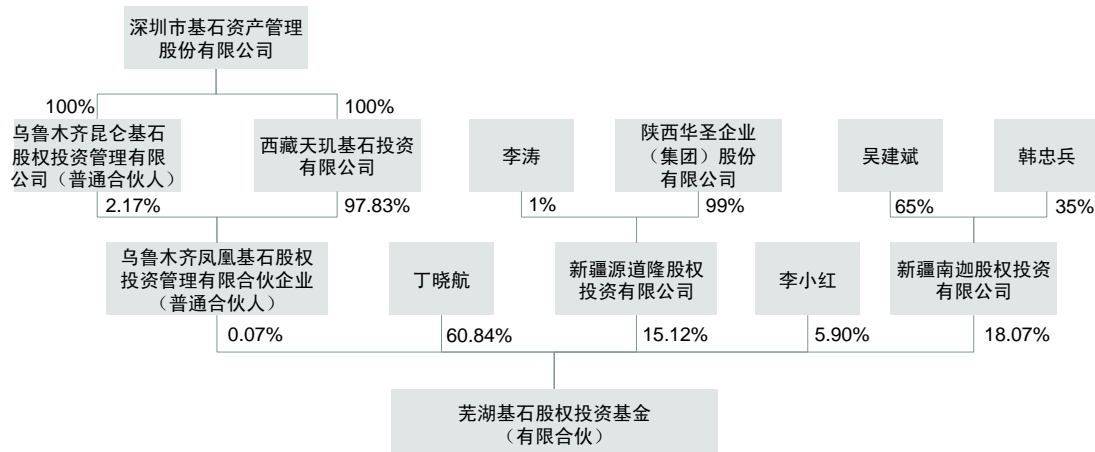 深圳市基石资产管理
股份有限公司
100%
100%
乌鲁木齐昆仑基石
股权投资管理有限
公司（普通合伙人）
西藏天玑基石投资
有限公司
李涛
陕西华圣企业
（集团）股份
有限公司
吴建斌
韩忠兵
2.17%
97.83%
1%
99%
65%
35%
乌鲁木齐凤凰基石股权
投资管理有限合伙企业
（普通合伙人）
丁晓航
新疆源道隆股权
投资有限公司
李小红
新疆南迦股权投资
有限公司
0.07%
60.84%
15.12%
5.90%
18.07%
芜湖基石股权投资基金
（有限合伙）